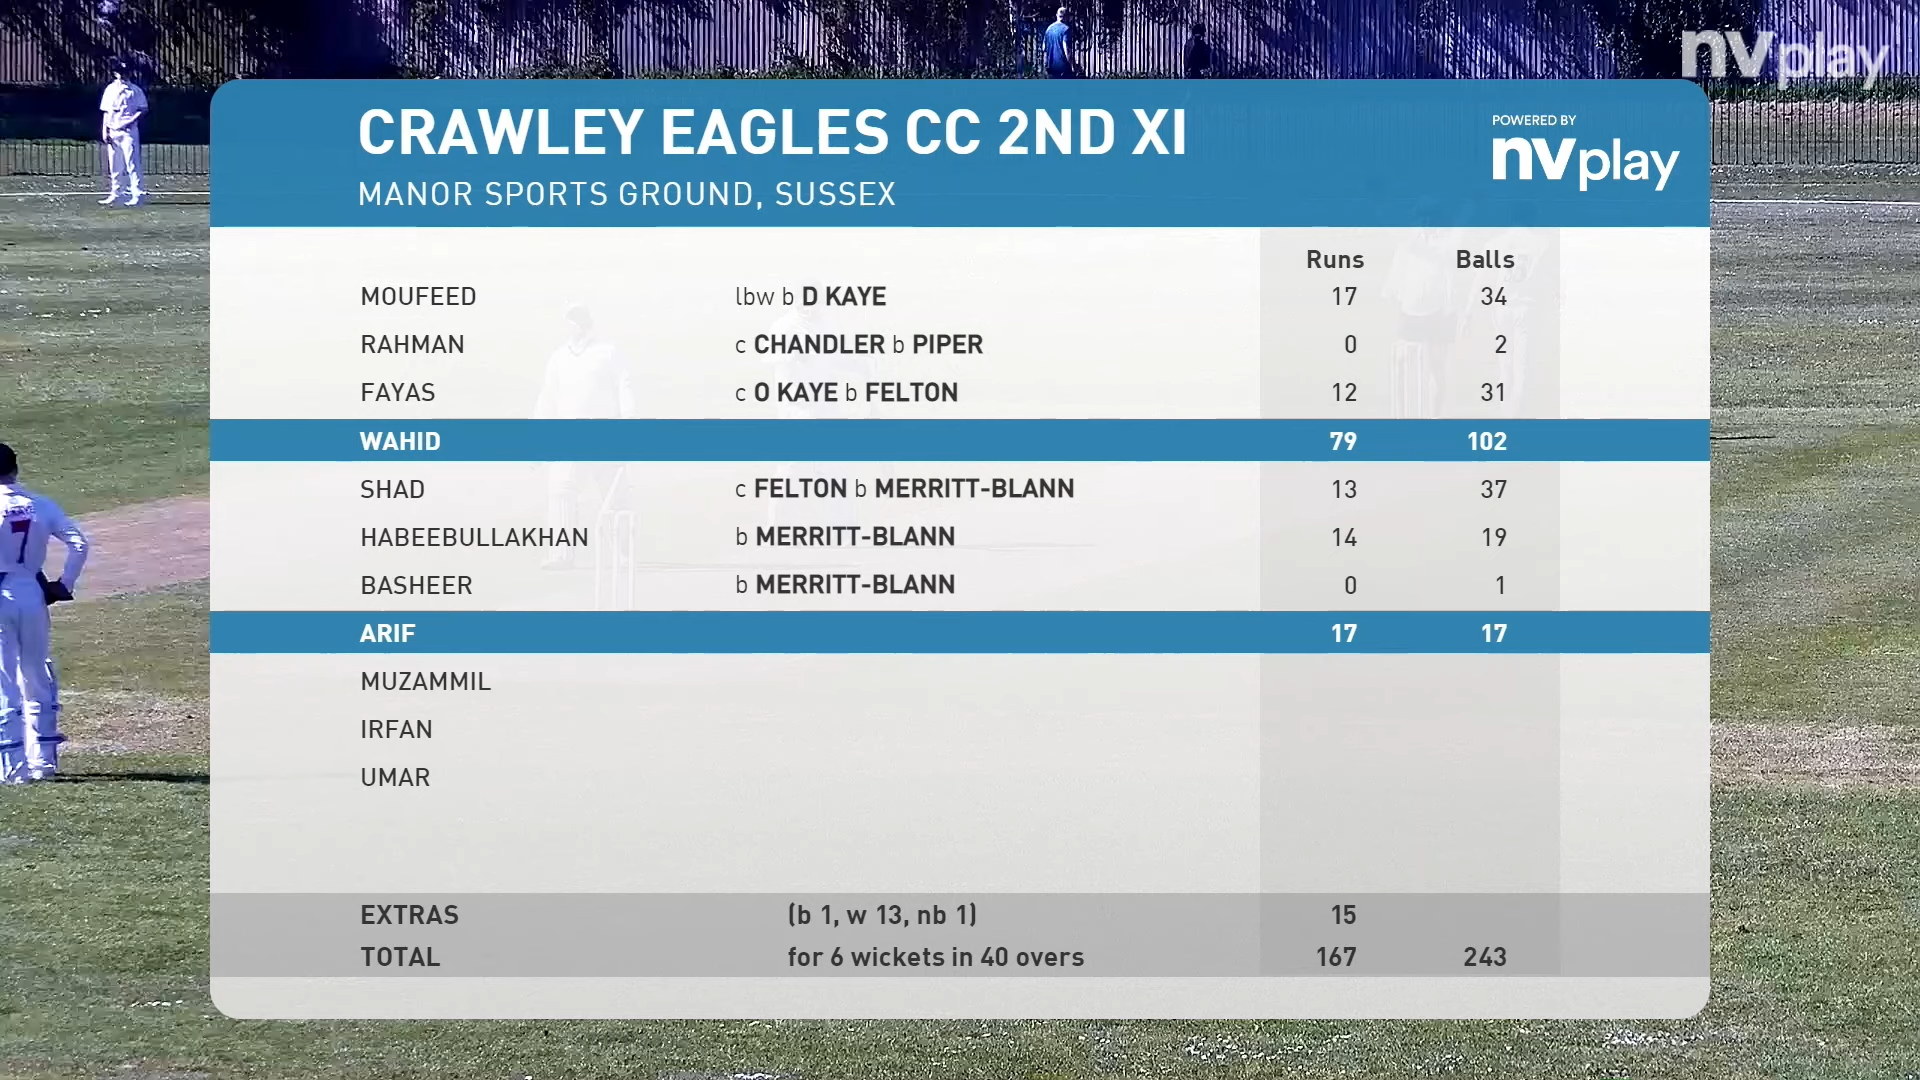 nvplay
CRAWLEY EAGLES CC 2ND XI
MANOR SPORTS GROUND, SUSSEX
POWERED BY
nvplay
Runs Balls
MOUFEED lbw b D KAYE 17 34
RAHMAN c CHANDLER b PIPER 0 2
FAYAS c O KAYE b FELTON 12 31
WAHID 79 102
SHAD c FELTON b MERRITT-BLANN 13 37
HABEEBULLAKHAN b MERRITT-BLANN 14 19
BASHEER b MERRITT-BLANN 0 1
ARIF 17 17
MUZAMMIL
IRFAN
UMAR
EXTRAS (b 1, w 13, nb 1) 15
TOTAL for 6 wickets in 40 overs 167 243
7